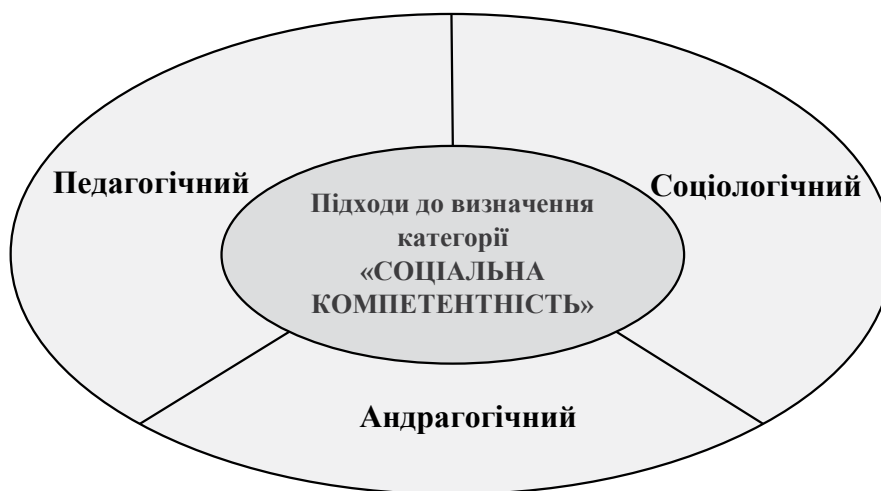 Педагогічний
Соціологічний
Підходи до визначення
категорії
«СОЦІАЛЬНА
КОМПЕТЕНТНІСТЬ»
Андрагогічний